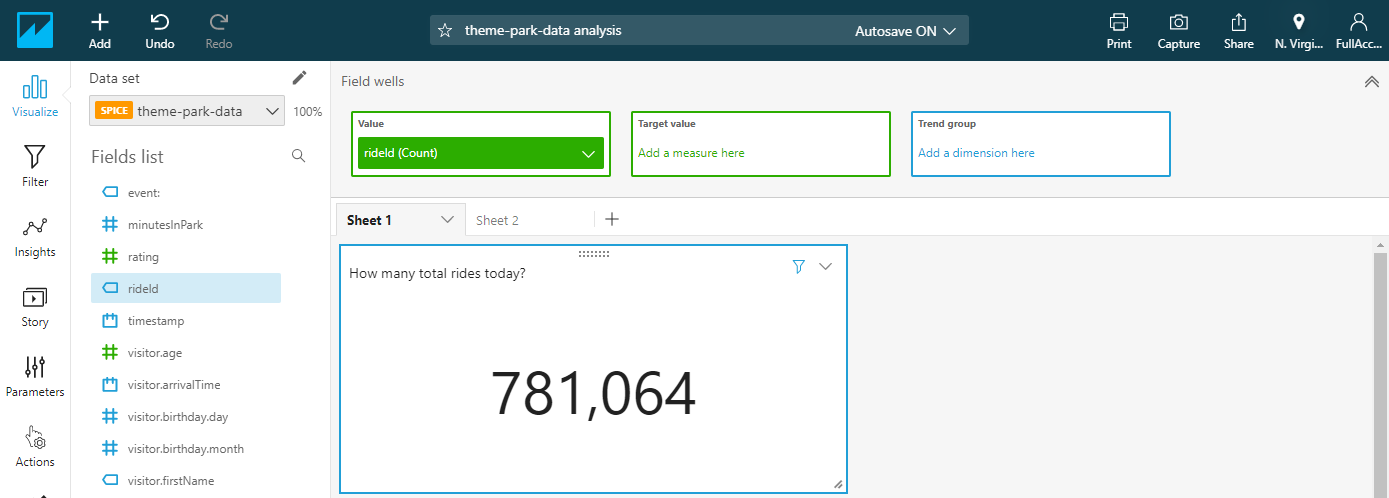 Add
Undo
Redo
theme-park-data analysis
Autosave ON
Print
Capture
Share
N. Virgi...
FullAcc...
Visualize
Filter
Insights
Story
Parameters
Actions
Data set
SPICE theme-park-data 100%
Fields list
event:
minutesInPark
rating
rideId
timestamp
visitor.age
visitor.arrivalTime
visitor.birthday.day
visitor.birthday.month
visitor.firstName
Field wells
Value
rideId (Count)
Target value
Add a measure here
Trend group
Add a dimension here
Sheet 1
Sheet 2
How many total rides today?
781,064